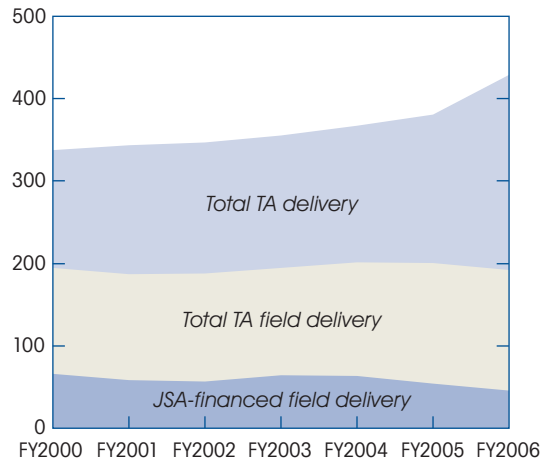 500
400
Total TA delivery
300
200
Total TA field delivery
100
JSA-financed field delivery
0
FY2000 FY2001 FY2002 FY2003 FY2004 FY2005 FY2006